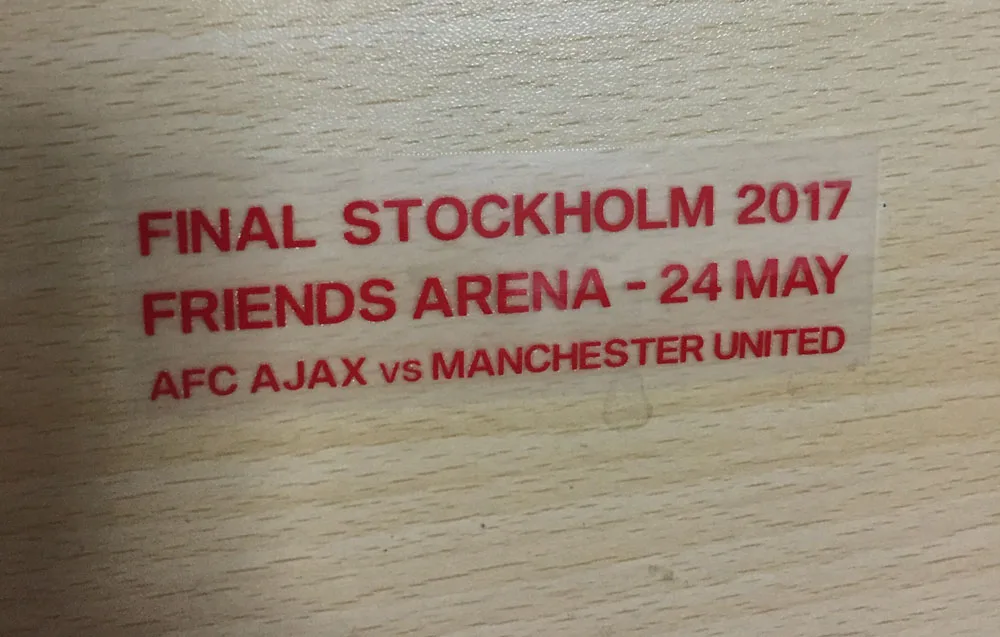 FINAL STOCKHOLM 2017
FRIENDS ARENA - 24 MAY
AFC AJAX vs MANCHESTER UNITED